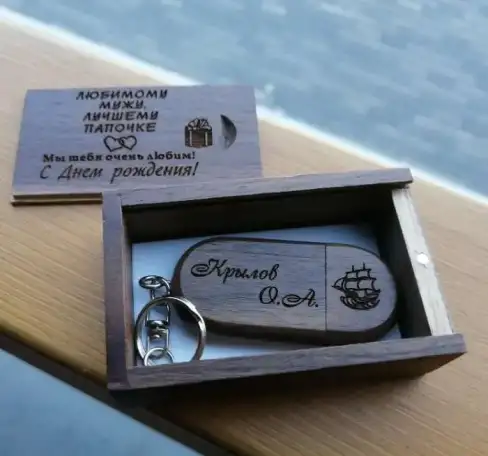 ЛЮБИМОМУ
МУЖУ,
ЛУЧШЕМУ
ПАПОЧКЕ
Мы тебя очень любим!
С Днем рождения!
Крылов
О.А.